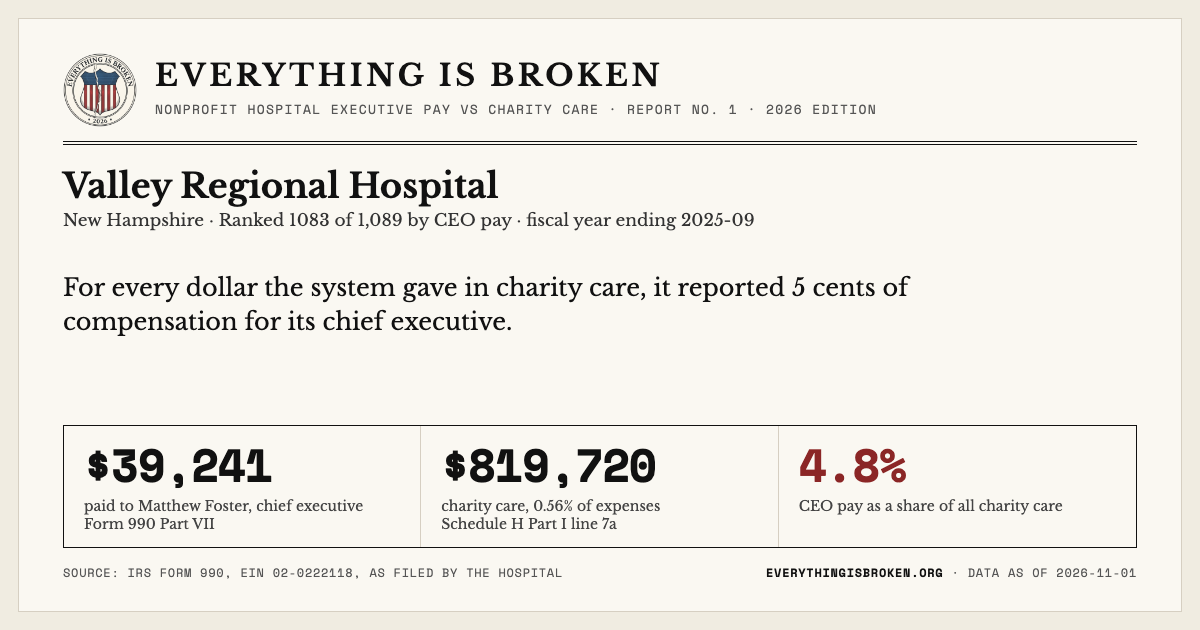 EVERYTHING IS BROKEN
2026
EVERYTHING IS BROKEN
NONPROFIT HOSPITAL EXECUTIVE PAY VS CHARITY CARE · REPORT NO. 1 · 2026 EDITION
Valley Regional Hospital
New Hampshire · Ranked 1083 of 1,089 by CEO pay · fiscal year ending 2025-09
For every dollar the system gave in charity care, it reported 5 cents of
compensation for its chief executive.
$39,241
paid to Matthew Foster, chief executive
Form 990 Part VII
$819,720
charity care, 0.56% of expenses
Schedule H Part I line 7a
4.8%
CEO pay as a share of all charity care
SOURCE: IRS FORM 990, EIN 02-0222118, AS FILED BY THE HOSPITAL
EVERYTHINGISBROKEN.ORG · DATA AS OF 2026-11-01